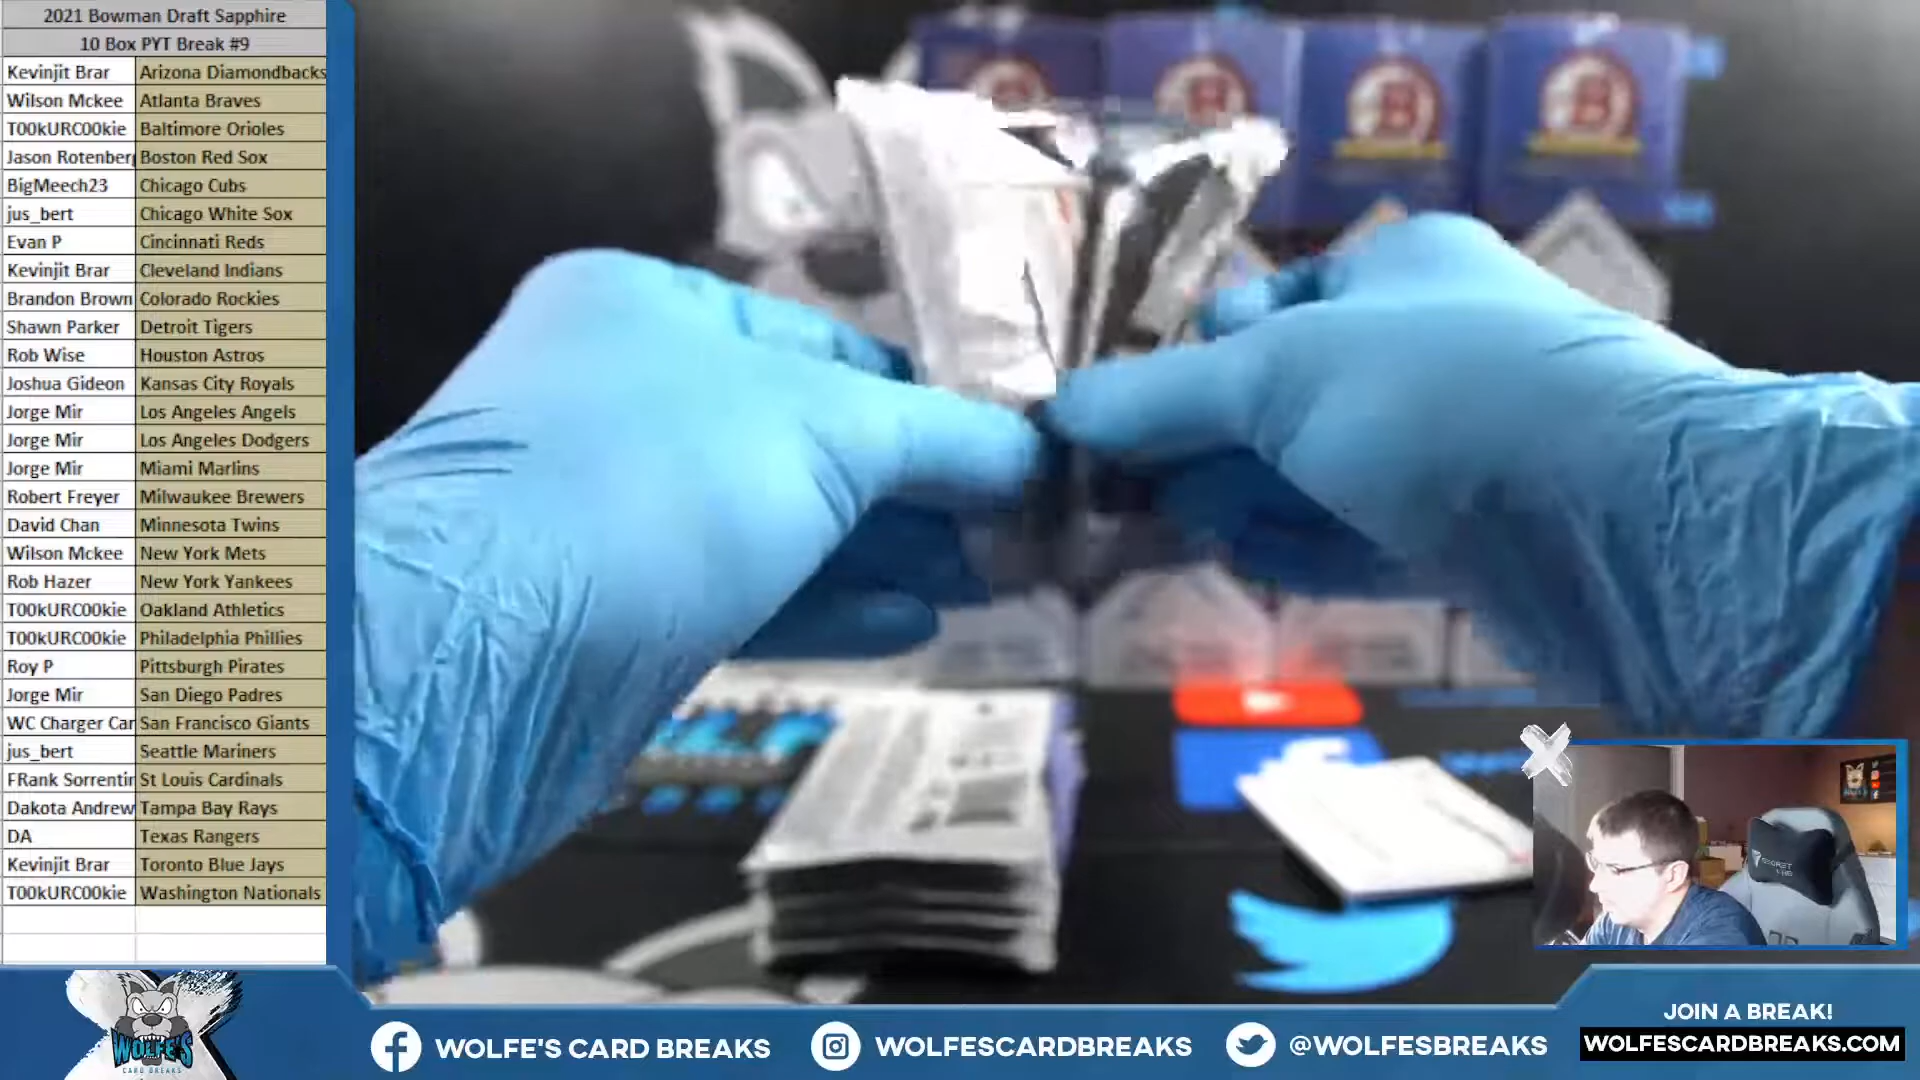 2021 Bowman Draft Sapphire
10 Box PYT Break #9
Kevinjit Brar Arizona Diamondbacks
Wilson Mckee Atlanta Braves
T00kURC00kie Baltimore Orioles
Jason Rotenber Boston Red Sox
BigMeech23 Chicago Cubs
jus_bert Chicago White Sox
Evan P Cincinnati Reds
Kevinjit Brar Cleveland Indians
Brandon Brown Colorado Rockies
Shawn Parker Detroit Tigers
Rob Wise Houston Astros
Joshua Gideon Kansas City Royals
Jorge Mir Los Angeles Angels
Jorge Mir Los Angeles Dodgers
Jorge Mir Miami Marlins
Robert Freyer Milwaukee Brewers
David Chan Minnesota Twins
Wilson Mckee New York Mets
Rob Hazer New York Yankees
T00kURC00kie Oakland Athletics
T00kURC00kie Philadelphia Phillies
Roy P Pittsburgh Pirates
Jorge Mir San Diego Padres
WC Charger Car San Francisco Giants
jus_bert Seattle Mariners
FRank Sorrentin St Louis Cardinals
Dakota Andrew Tampa Bay Rays
DA Texas Rangers
Kevinjit Brar Toronto Blue Jays
T00kURC00kie Washington Nationals
WOLFE'S
CARD BREAKS
WOLFE'S CARD BREAKS
WOLFESCARDBREAKS
@WOLFESBREAKS
JOIN A BREAK!
WOLFESCARDBREAKS.COM